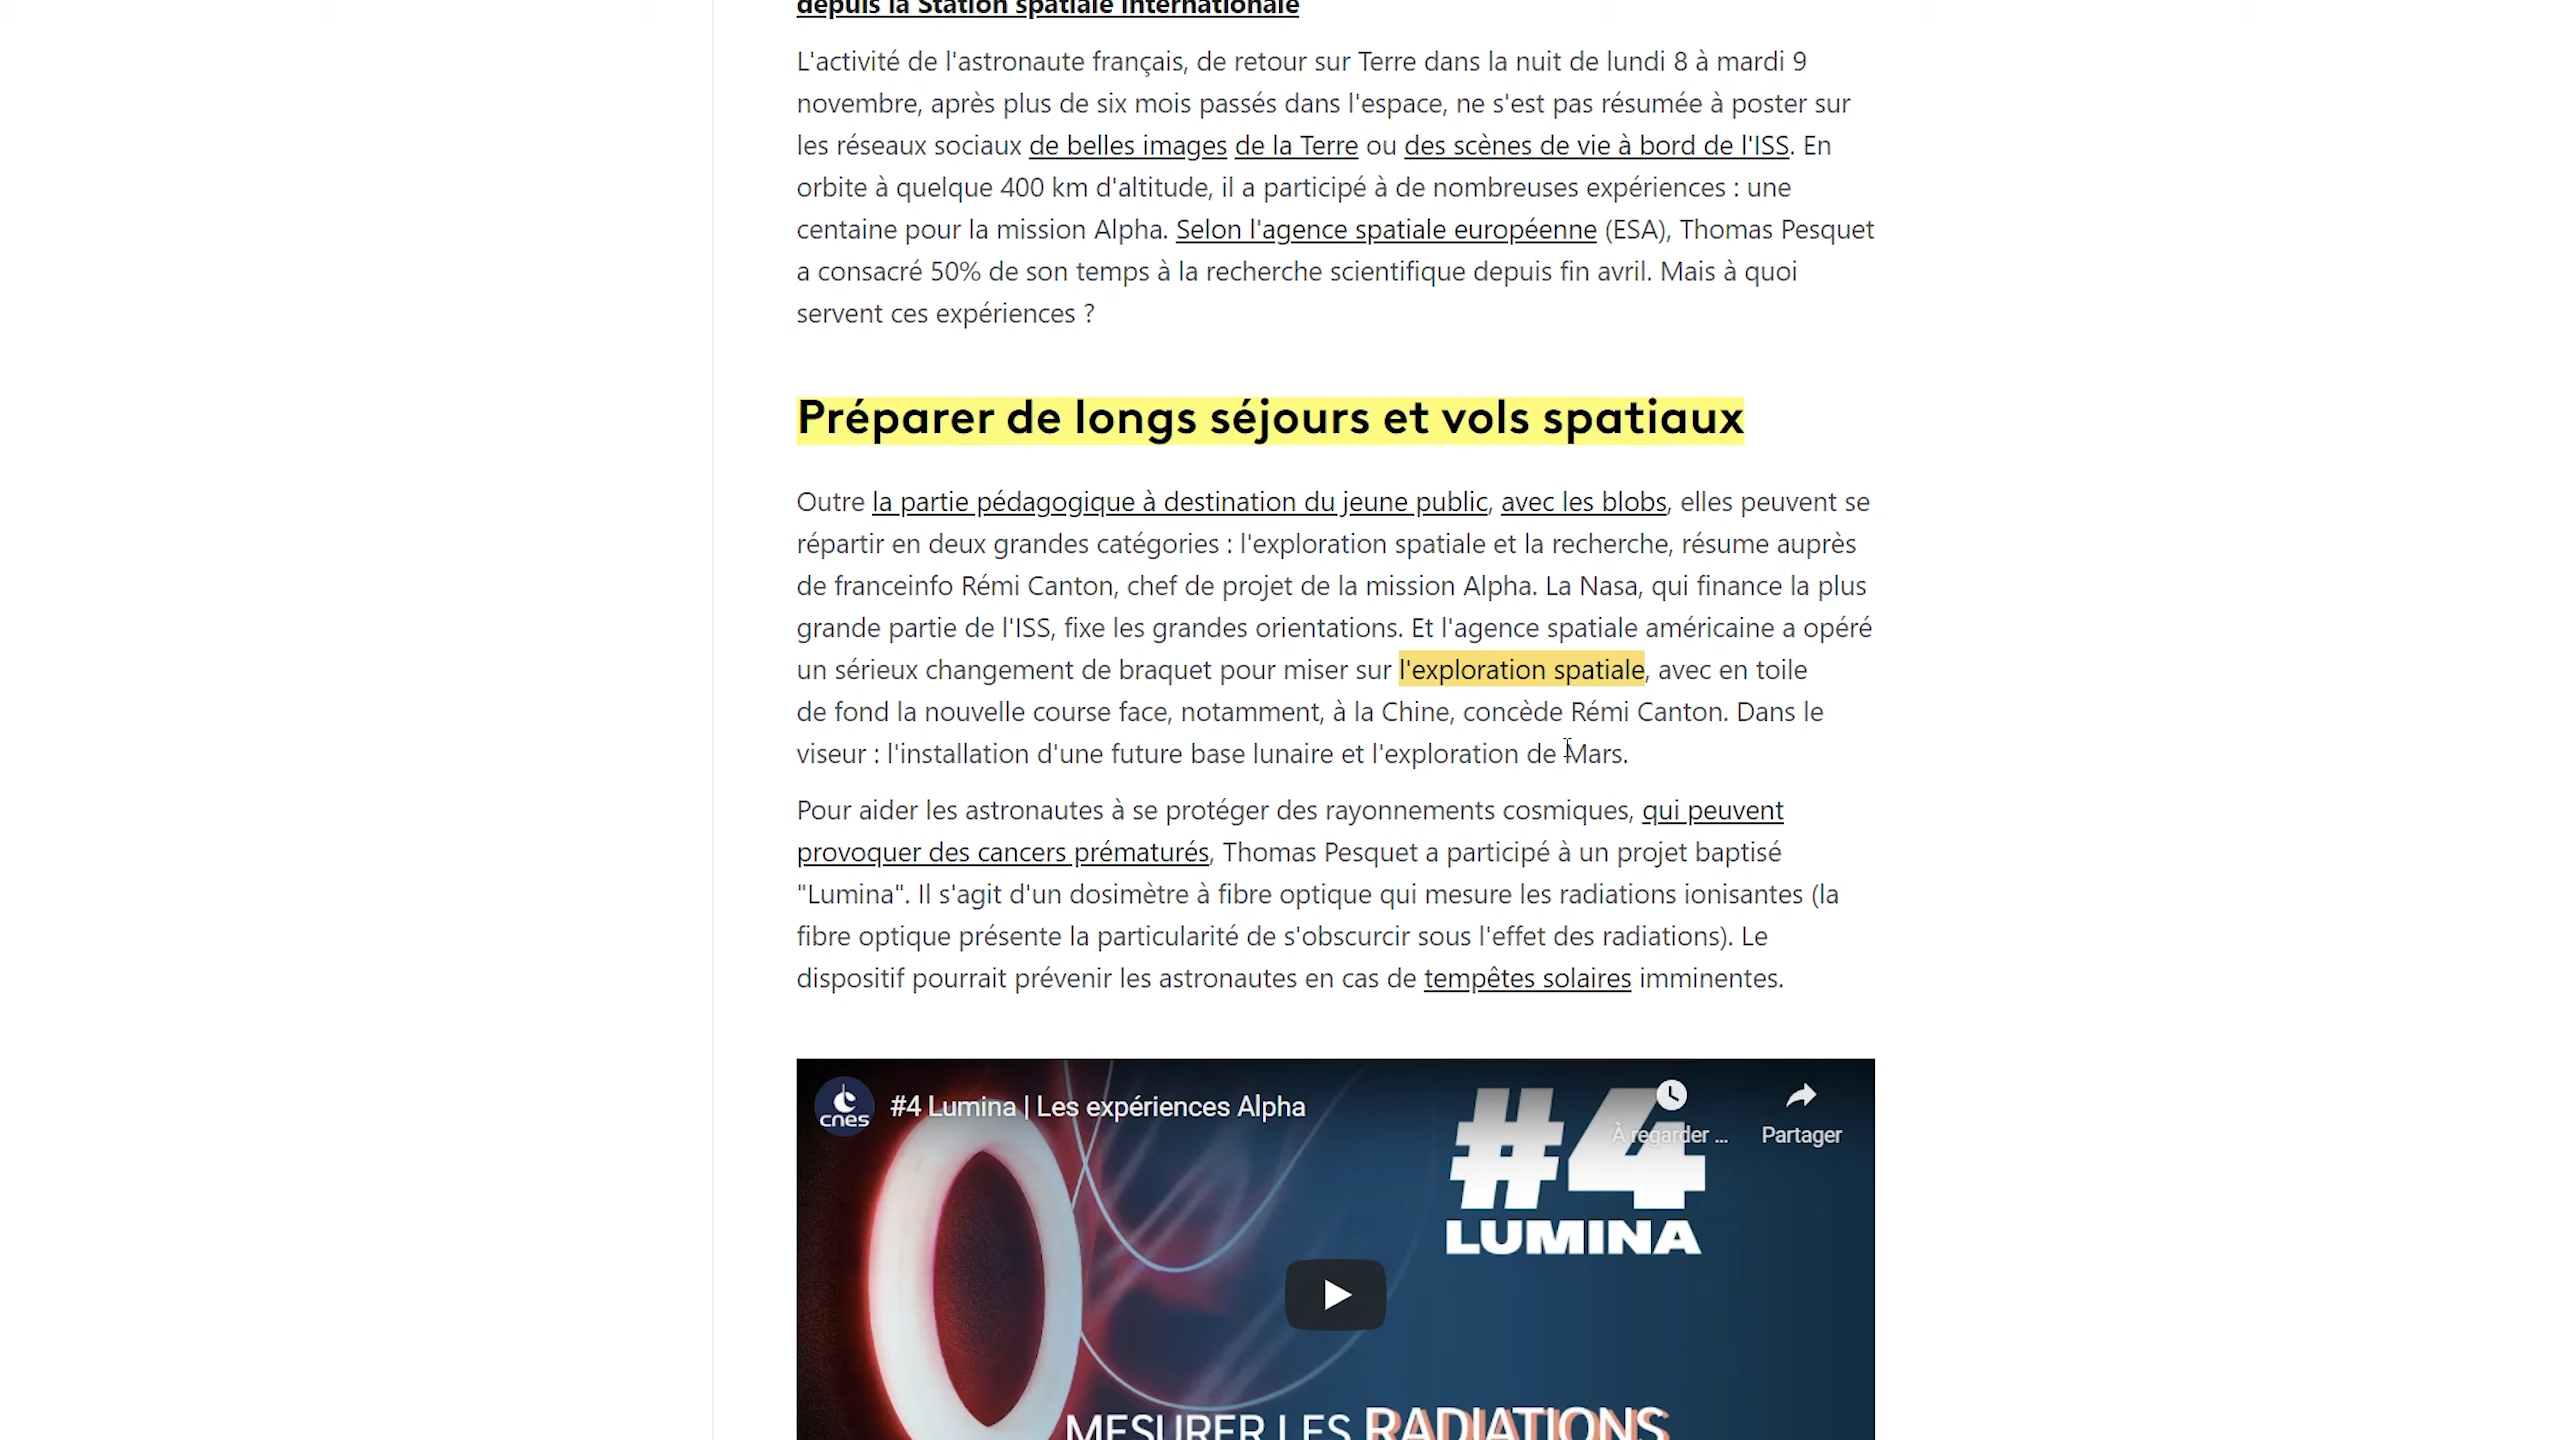 depuis la Station spatiale internationale
L'activité de l'astronaute français, de retour sur Terre dans la nuit de lundi 8 à mardi 9
novembre, après plus de six mois passés dans l'espace, ne s'est pas résumée à poster sur
les réseaux sociaux de belles images de la Terre ou des scènes de vie à bord de l'ISS. En
orbite à quelque 400 km d'altitude, il a participé à de nombreuses expériences : une
centaine pour la mission Alpha. Selon l'agence spatiale européenne (ESA), Thomas Pesquet
a consacré 50% de son temps à la recherche scientifique depuis fin avril. Mais à quoi
servent ces expériences ?
Préparer de longs séjours et vols spatiaux
Outre la partie pédagogique à destination du jeune public, avec les blobs, elles peuvent se
répartir en deux grandes catégories : l'exploration spatiale et la recherche, résume auprès
de franceinfo Rémi Canton, chef de projet de la mission Alpha. La Nasa, qui finance la plus
grande partie de l'ISS, fixe les grandes orientations. Et l'agence spatiale américaine a opéré
un sérieux changement de braquet pour miser sur l'exploration spatiale, avec en toile
de fond la nouvelle course face, notamment, à la Chine, concède Rémi Canton. Dans le
viseur : l'installation d'une future base lunaire et l'exploration de Mars.
Pour aider les astronautes à se protéger des rayonnements cosmiques, qui peuvent
provoquer des cancers prématurés, Thomas Pesquet a participé à un projet baptisé
"Lumina". Il s'agit d'un dosimètre à fibre optique qui mesure les radiations ionisantes (la
fibre optique présente la particularité de s'obscurcir sous l'effet des radiations). Le
dispositif pourrait prévenir les astronautes en cas de tempêtes solaires imminentes.
cnes
#4 Lumina | Les expériences Alpha
À regarder ...
Partager
#4
LUMINA
MESURER LES RADIATIONS